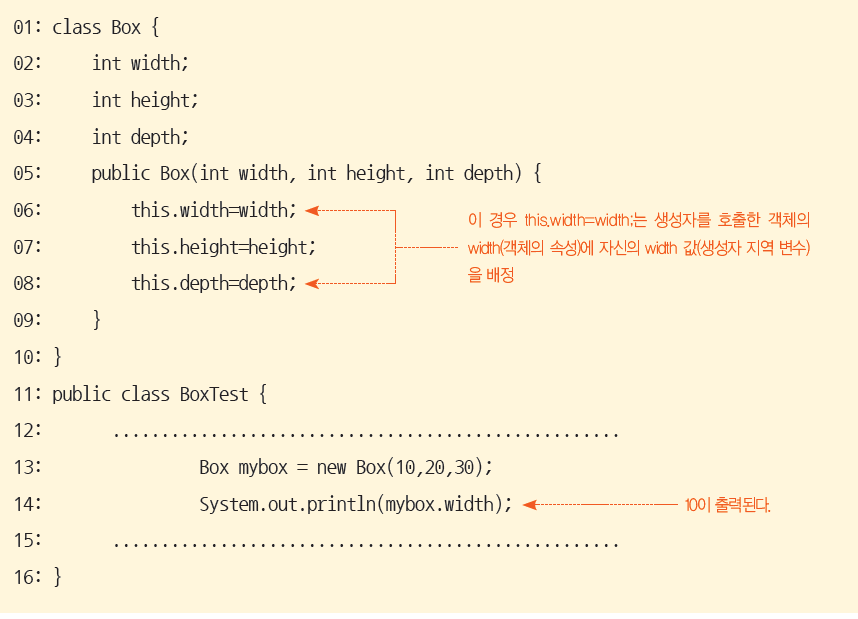 01: class Box {
02:     int width;
03:     int height;
04:     int depth;
05:     public Box(int width, int height, int depth) {
06:         this.width=width;
07:         this.height=height;
08:         this.depth=depth;
이 경우 this.width=width;는 생성자를 호출한 객체의
width(객체의 속성)에 자신의 width 값(생성자 지역 변수)
을 배정
09:     }
10: }
11: public class BoxTest {
12:       ....................................................
13:                Box mybox = new Box(10,20,30);
14:                System.out.println(mybox.width); 10이 출력된다.
15:       ....................................................
16: }